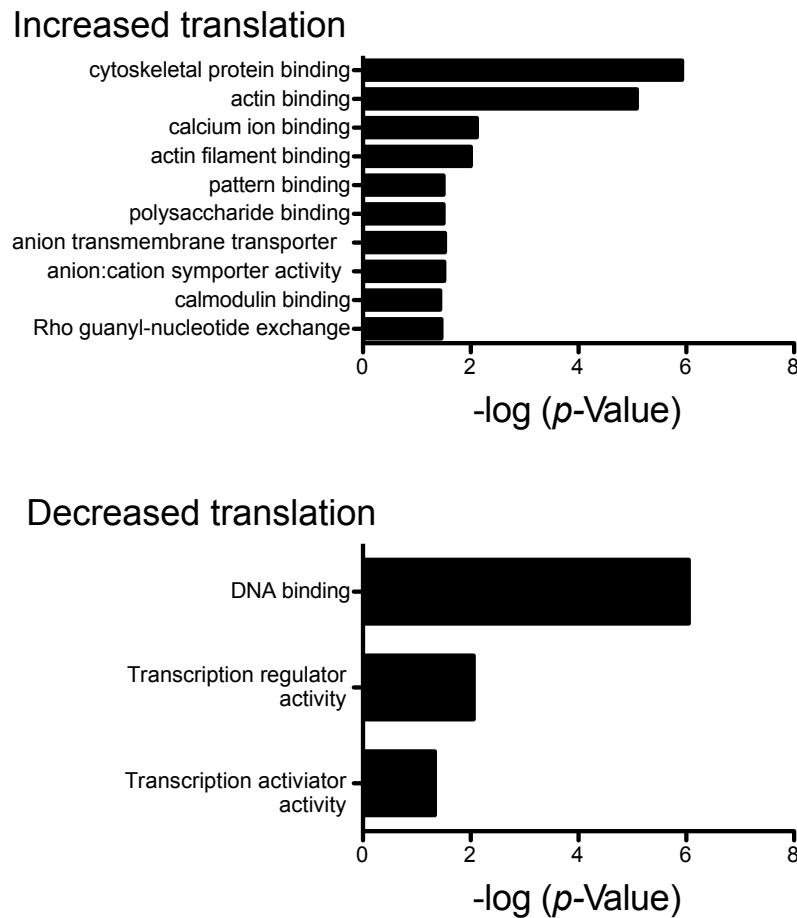 Increased translation
cytoskeletal protein binding
actin binding
calcium ion binding
actin filament binding
pattern binding
polysaccharide binding
anion transmembrane transporter
anion:cation symporter activity
calmodulin binding
Rho guanyl-nucleotide exchange
0 2 4 6 8
-log (p-Value)
Decreased translation
DNA binding
Transcription regulator
activity
Transcription activiator
activity
0 2 4 6 8
-log (p-Value)